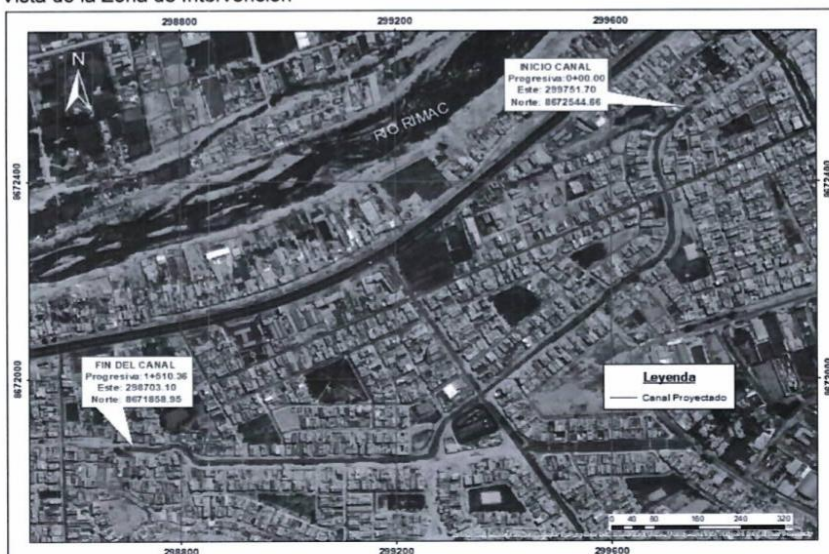 Vista de la Zona de Intervención
298800 299200 299600
N
INICIO CANAL
Progresiva: 0+00.00
Este: 299751.70
Norte: 8672544.66
RIO RIMAC
8672400 8672400
8672000 8672000
FIN DEL CANAL
Progresiva: 1+510.36
Este: 298703.10
Norte: 8671858.95
Leyenda
Canal Proyectado
0 40 80 160 240 320
298800 299200 299600